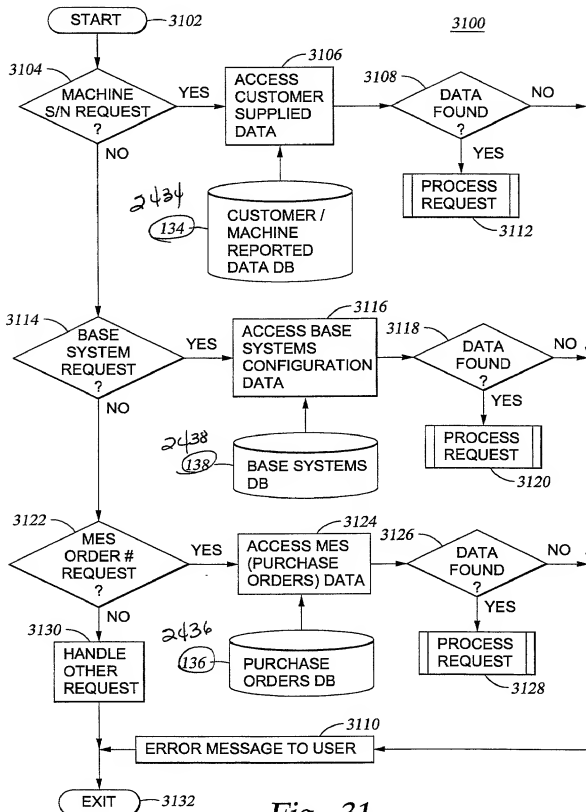 START
3102
3100
3104
MACHINE
S/N REQUEST
?
YES
NO
3106
ACCESS
CUSTOMER
SUPPLIED
DATA
3108
DATA
FOUND
?
NO
YES
PROCESS
REQUEST
3112
2434
134
CUSTOMER /
MACHINE
REPORTED
DATA DB
3114
BASE
SYSTEM
REQUEST
?
YES
NO
3116
ACCESS BASE
SYSTEMS
CONFIGURATION
DATA
3118
DATA
FOUND
?
NO
YES
PROCESS
REQUEST
3120
2438
138
BASE SYSTEMS
DB
3122
MES
ORDER #
REQUEST
?
YES
NO
3124
ACCESS MES
(PURCHASE
ORDERS) DATA
3126
DATA
FOUND
?
NO
YES
PROCESS
REQUEST
3128
3130
HANDLE
OTHER
REQUEST
2436
136
PURCHASE
ORDERS DB
3110
ERROR MESSAGE TO USER
EXIT
3132
Fig. 31